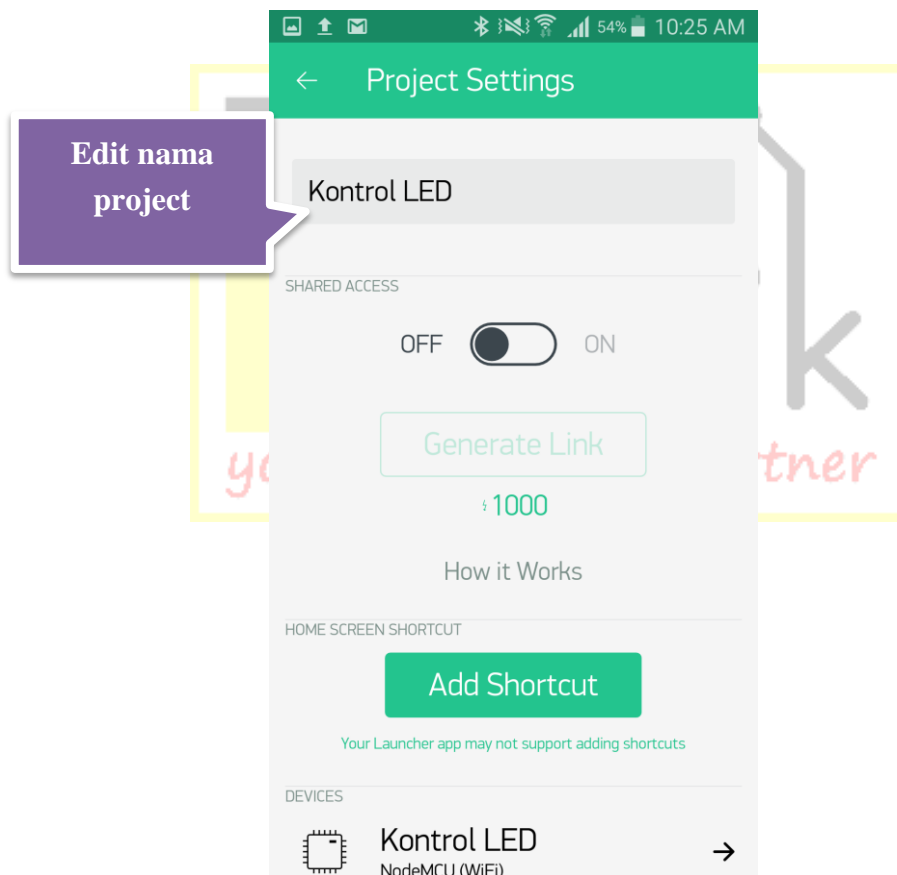 54% 10:25 AM
Project Settings
Edit nama
project
Kontrol LED
SHARED ACCESS
OFF ON
Generate Link
1000
How it Works
HOME SCREEN SHORTCUT
Add Shortcut
Your Launcher app may not support adding shortcuts
DEVICES
Kontrol LED
NodeMCU (WiFi)